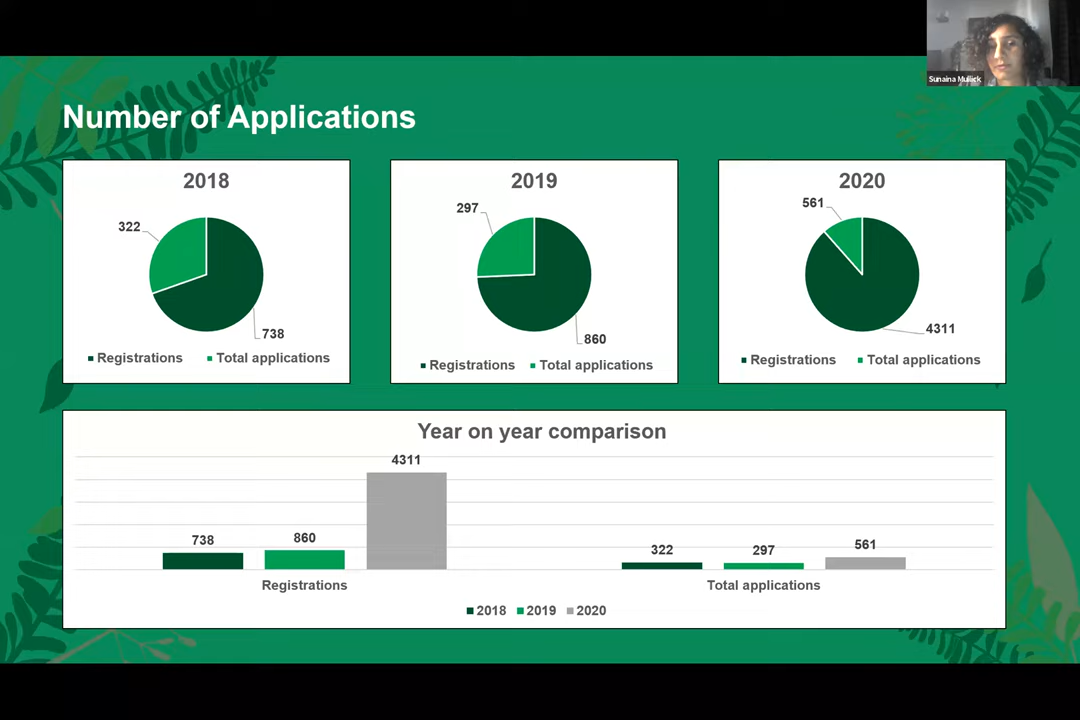 Sunaina Mullick
Number of Applications
2018
322
738
Registrations Total applications
2019
297
860
Registrations Total applications
2020
561
4311
Registrations Total applications
Year on year comparison
738
860
4311
322
297
561
Registrations
Total applications
2018 2019 2020